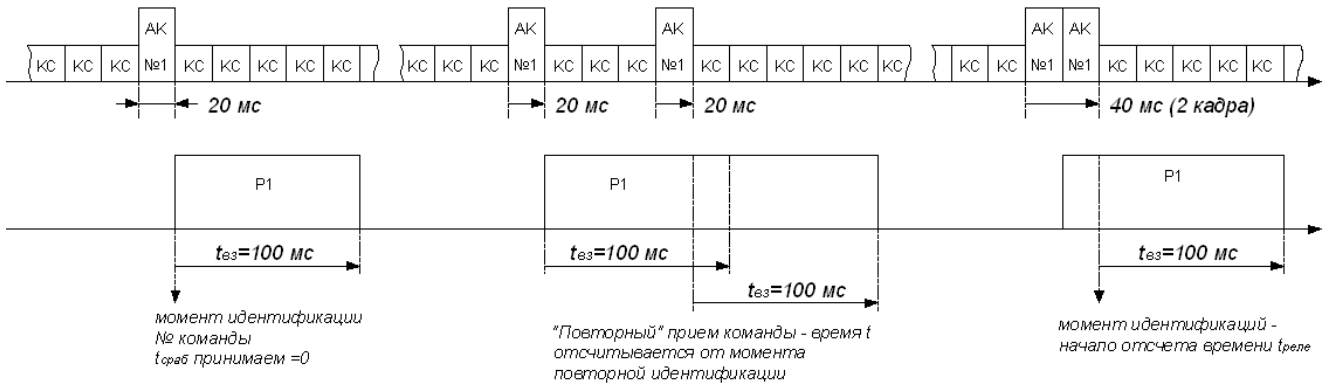 АК АК АК АК АК
КС КС КС №1 КС КС КС КС КС КС КС КС №1 КС КС КС №1 КС КС КС КС КС КС КС КС №1 №1 КС КС КС КС КС
20 мс 20 мс 20 мс 40 мс (2 кадра)
Р1 Р1 Р1
tвз=100 мс tвз=100 мс tвз=100 мс
tвз=100 мс
момент идентификации
№ команды
tсраб принимаем =0
"Повторный" прием команды - время t
отсчитывается от момента
повторной идентификации
момент идентификаций -
начало отсчета времени tреле